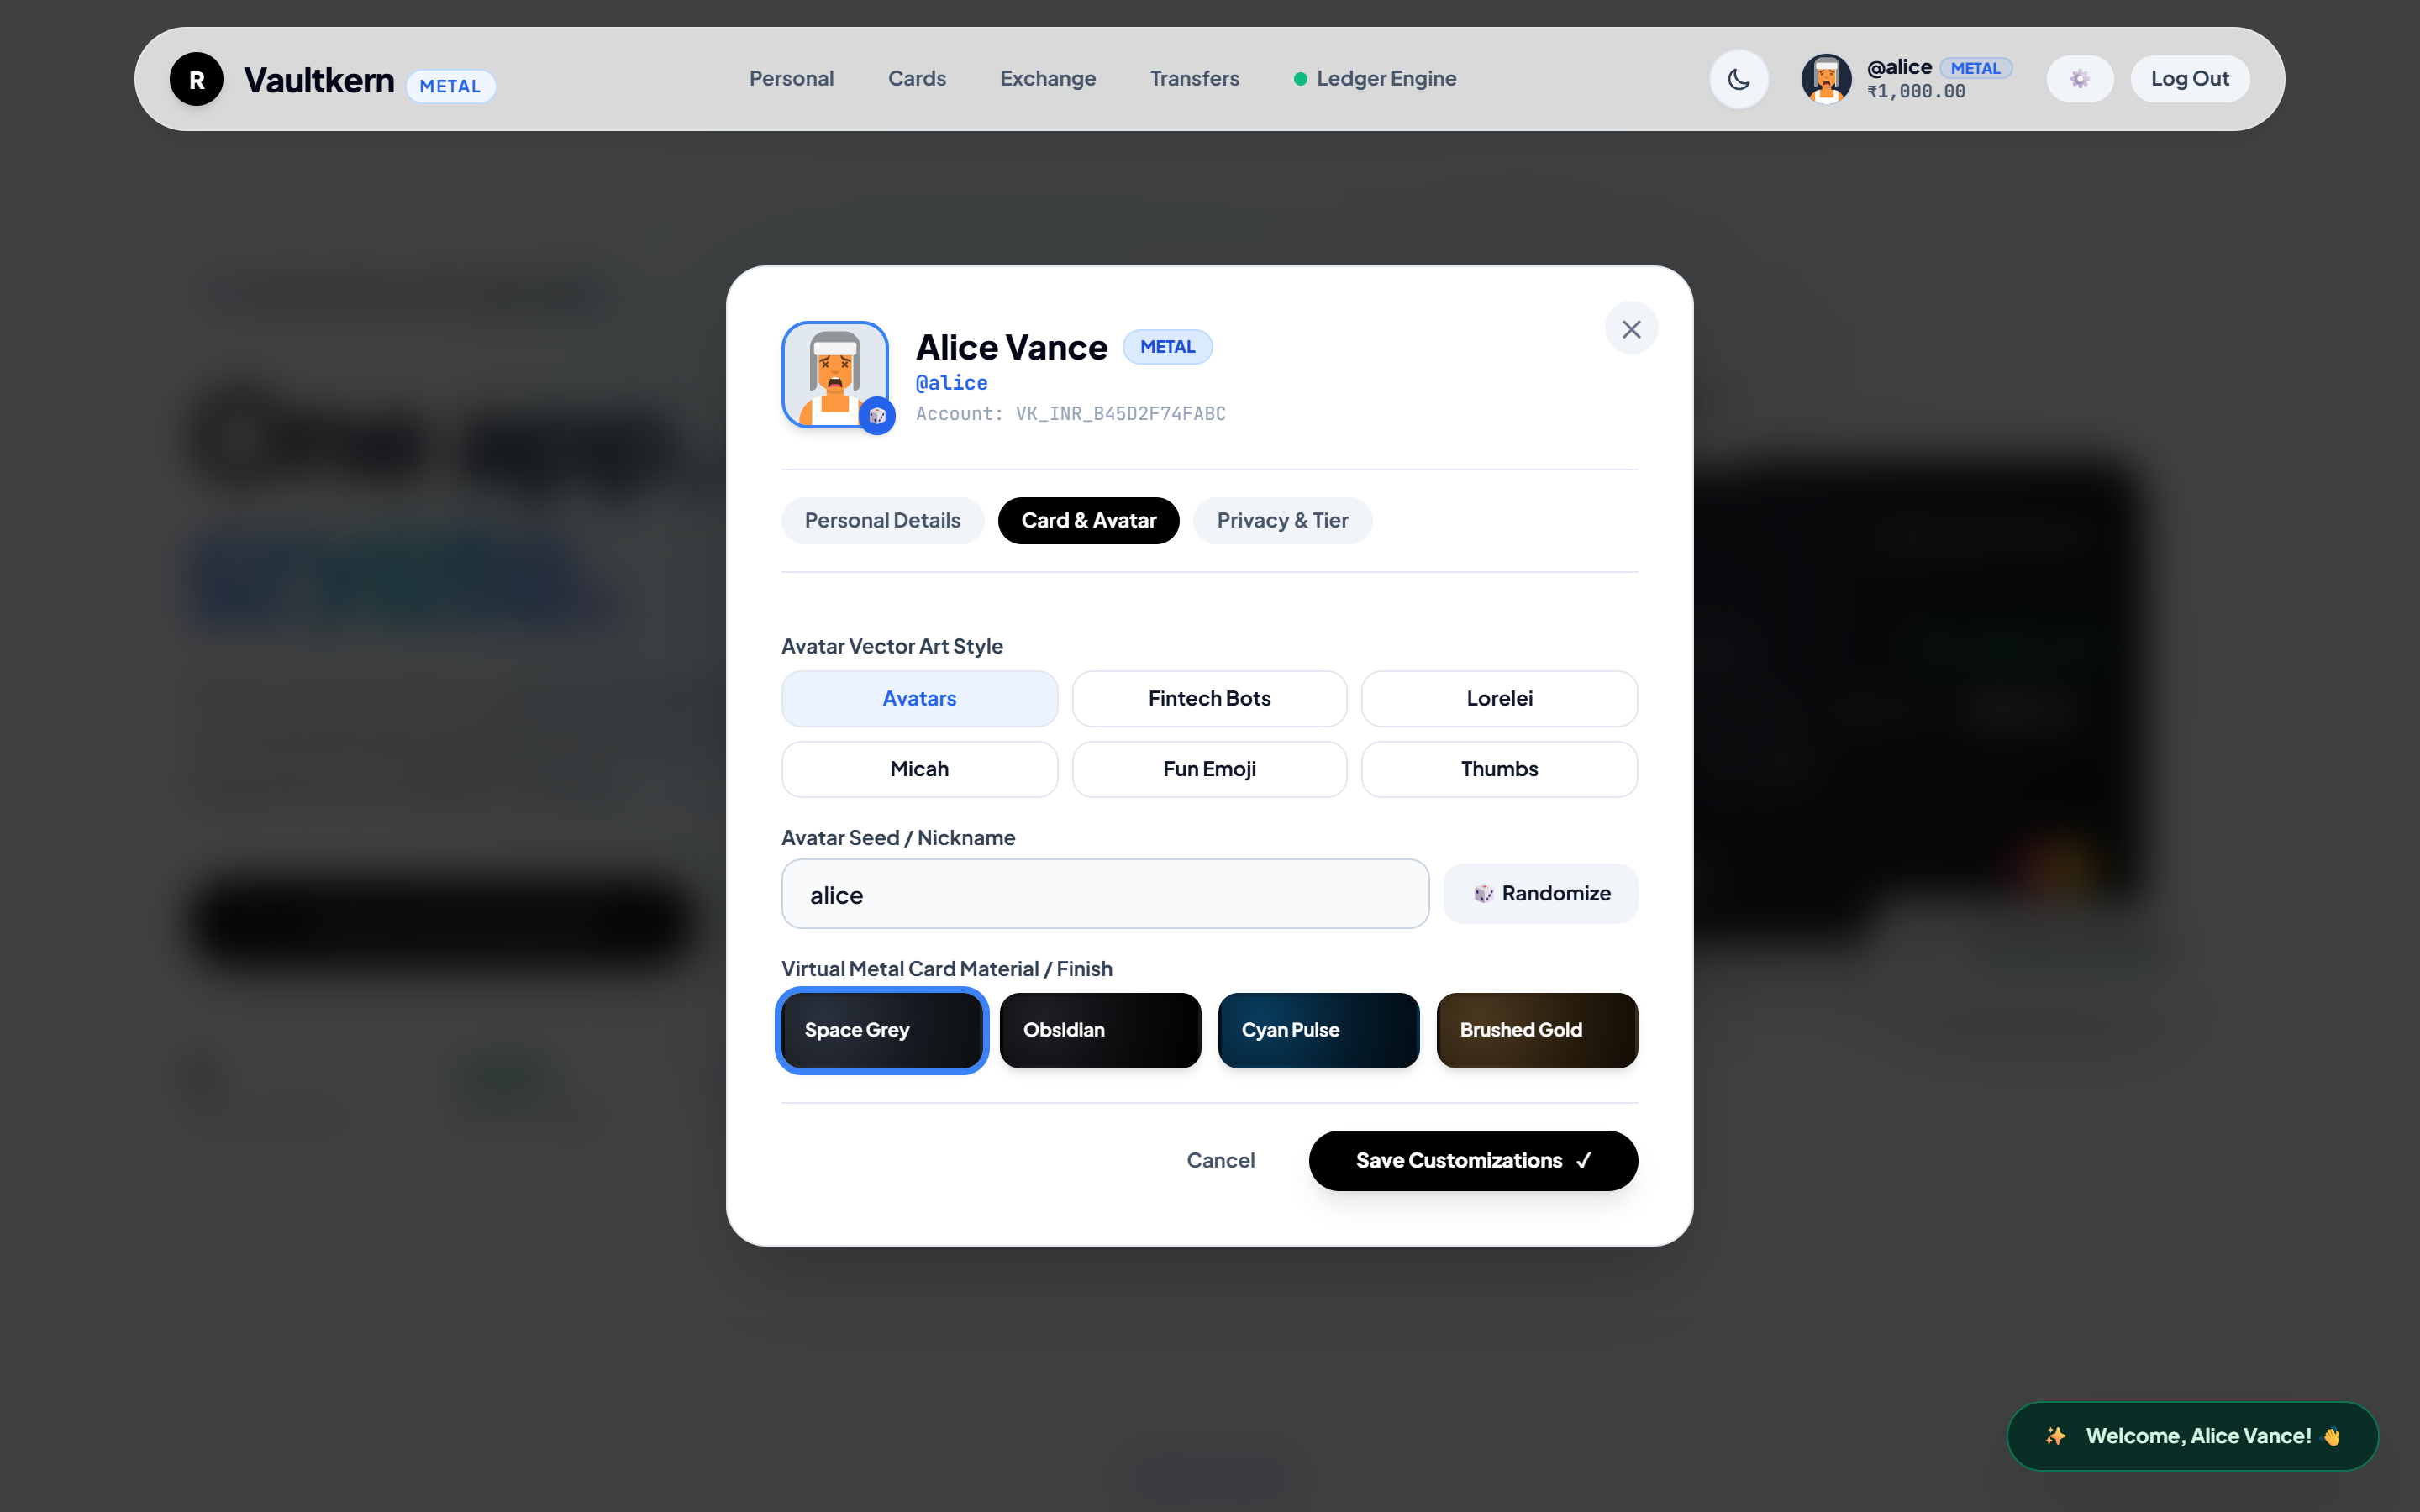 R Vaultkern METAL
Personal Cards Exchange Transfers Ledger Engine
@alice METAL
₹1,000.00
Log Out
Alice Vance METAL
@alice
Account: VK_INR_B45D2F74FABC
Personal Details Card & Avatar Privacy & Tier
Avatar Vector Art Style
Avatars Fintech Bots Lorelei
Micah Fun Emoji Thumbs
Avatar Seed / Nickname
alice 🎲 Randomize
Virtual Metal Card Material / Finish
Space Grey Obsidian Cyan Pulse Brushed Gold
Cancel Save Customizations ✓
✨ Welcome, Alice Vance! 👋